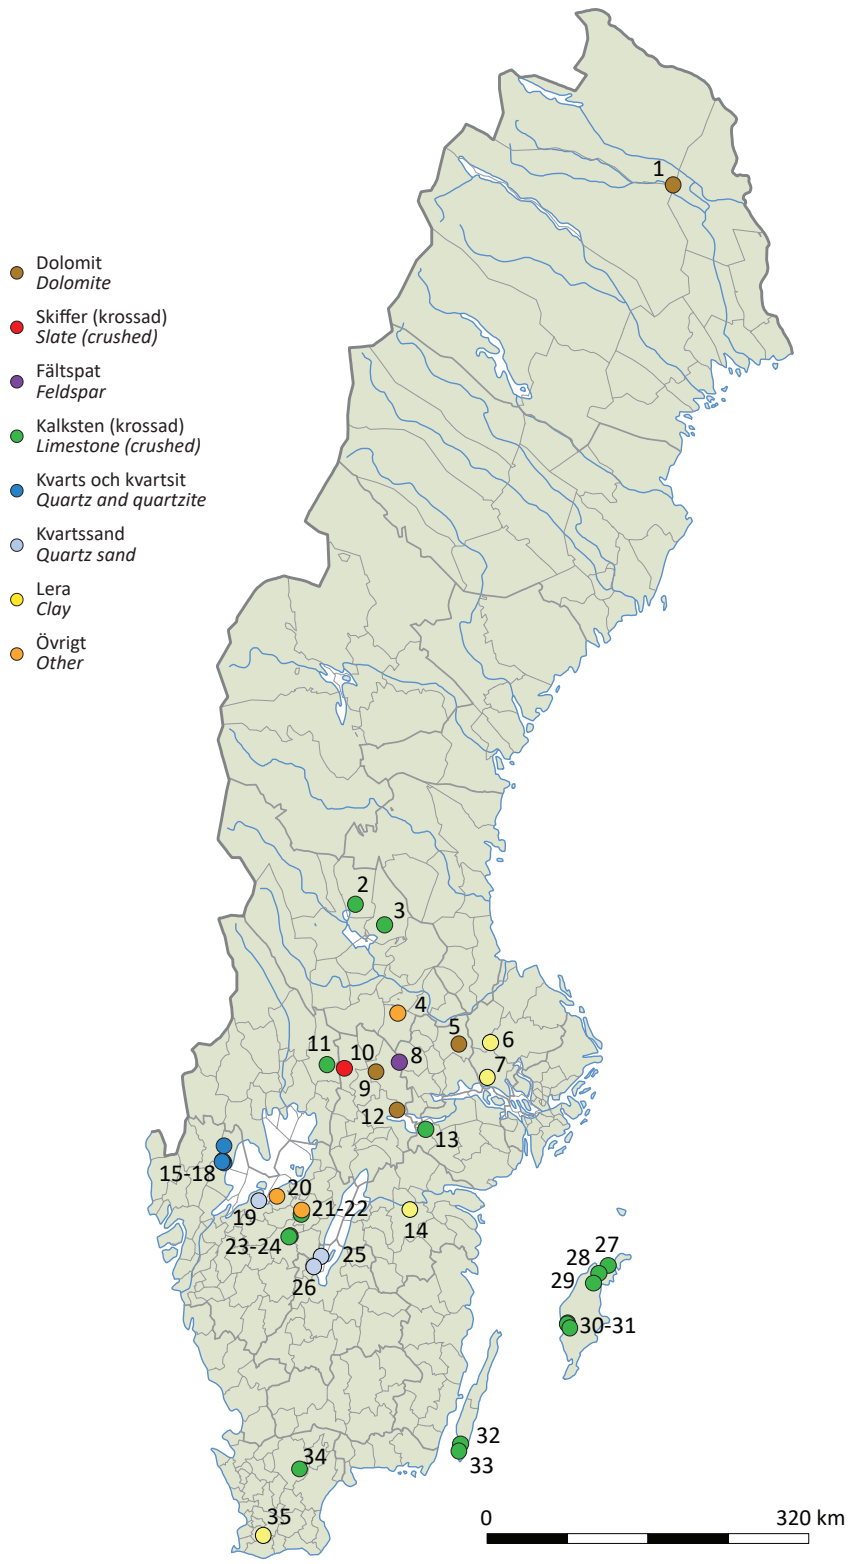 1
Dolomit
Dolomite
Skiffer (krossad)
Slate (crushed)
Fältspat
Feldspar
Kalksten (krossad)
Limestone (crushed)
Kvarts och kvartsit
Quartz and quartzite
Kvartssand
Quartz sand
Lera
Clay
Övrigt
Other
2
3
4
5
6
11
10
8
7
9
12
13
15-18
20
19
21-22
14
23-24
25
26
27
28
29
30-31
32
33
34
35
0 320 km